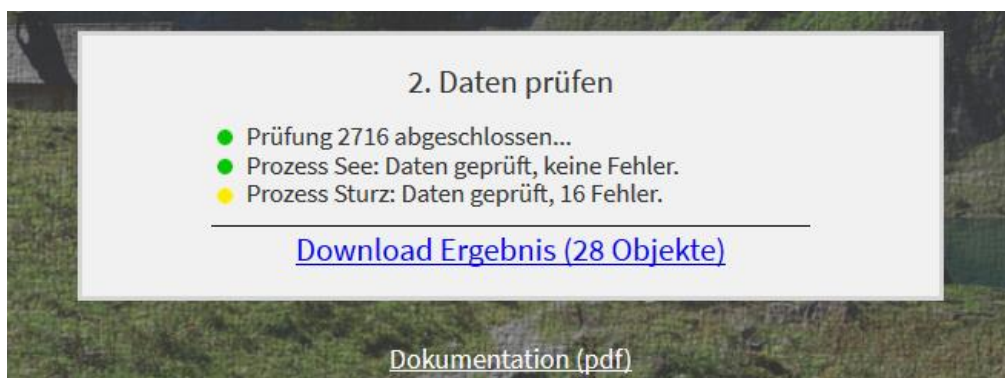 2. Daten prüfen
Prüfung 2716 abgeschlossen...
Prozess See: Daten geprüft, keine Fehler.
Prozess Sturz: Daten geprüft, 16 Fehler.
Download Ergebnis (28 Objekte)
Dokumentation (pdf)